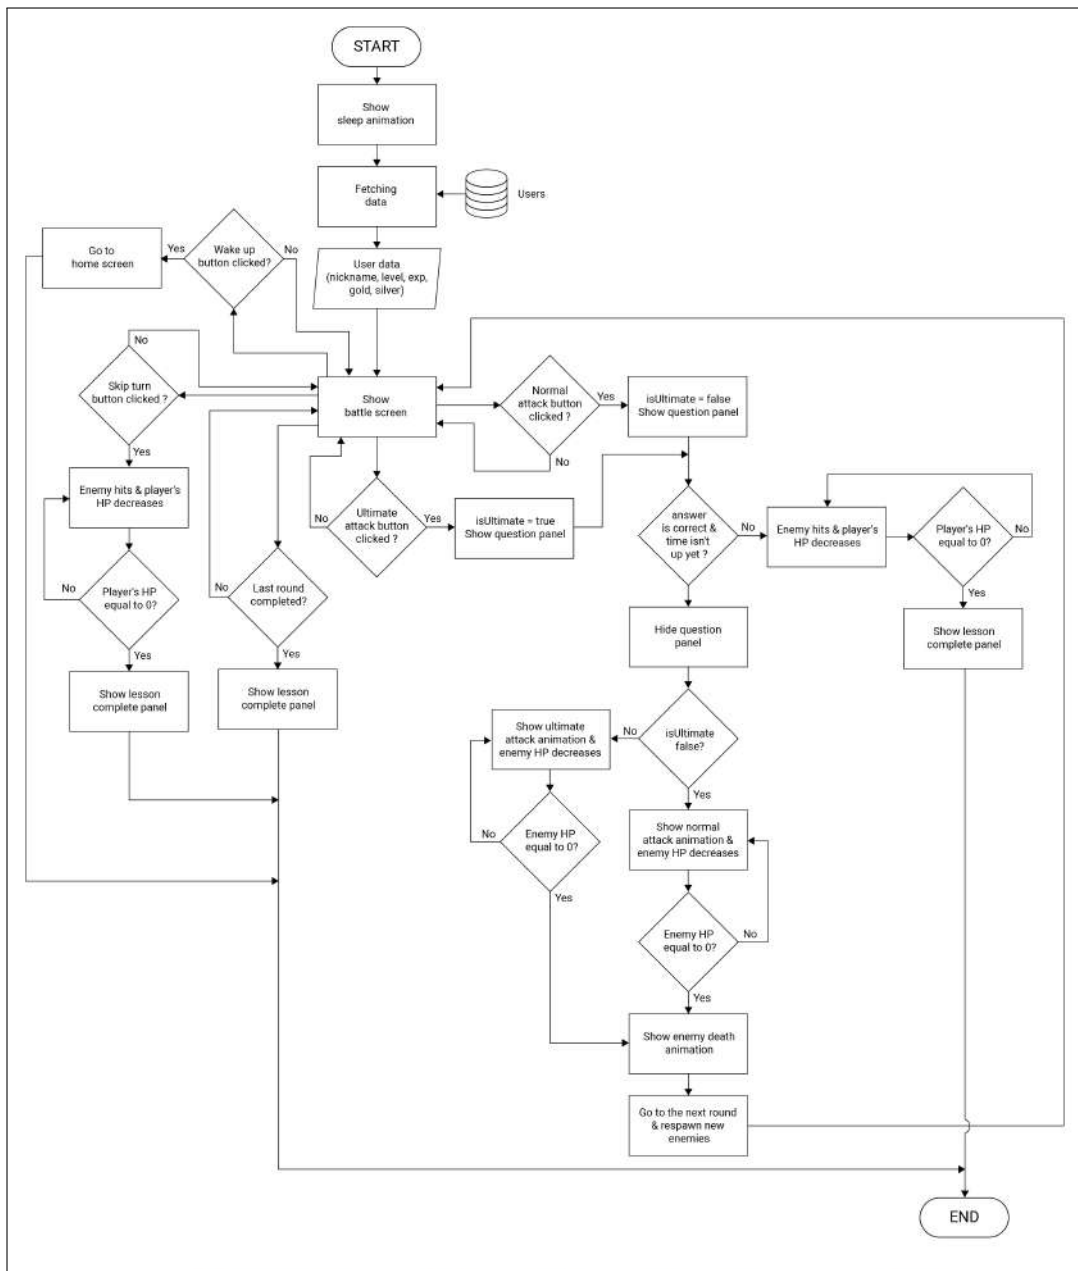 START
Show
sleep animation
Fetching
data
Users
Go to
home screen
Yes
Wake up
button clicked?
No
User data
(nickname, level, exp,
gold, silver)
No
Skip turn
button clicked ?
Yes
Show
battle screen
Normal
attack button
clicked ?
Yes
No
isUltimate = false
Show question panel
Enemy hits & player's
HP decreases
No
Player's HP
equal to 0?
Yes
Show lesson
complete panel
No
Last round
completed?
Yes
Show lesson
complete panel
No
Ultimate
attack button
clicked ?
Yes
isUltimate = true
Show question panel
answer
is correct &
time isn't
up yet ?
No
Enemy hits & player's
HP decreases
Player's HP
equal to 0?
No
Yes
Show lesson
complete panel
Hide question
panel
isUltimate
false?
No
Yes
Show ultimate
attack animation &
enemy HP decreases
No
Enemy HP
equal to 0?
Yes
Show normal
attack animation &
enemy HP decreases
Enemy HP
equal to 0?
No
Yes
Show enemy death
animation
Go to the next round
& respawn new
enemies
END